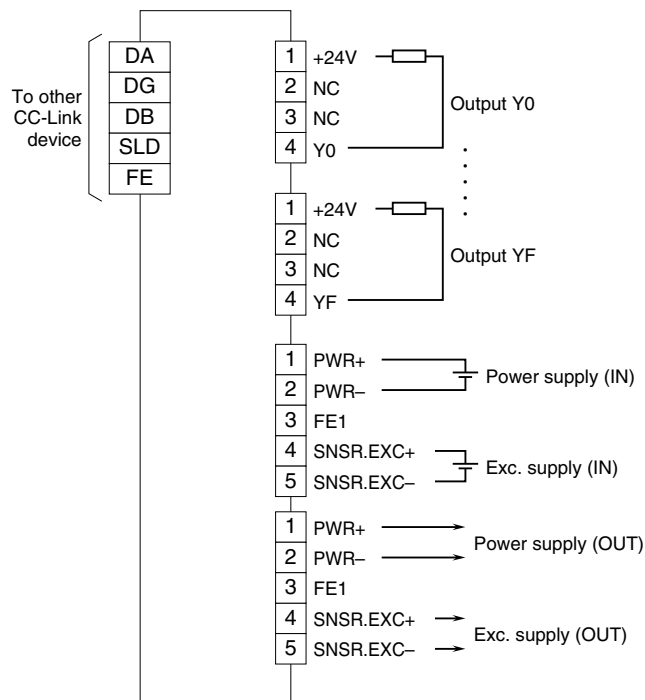 To other
CC-Link
device
DA
DG
DB
SLD
FE
1 +24V
2 NC
3 NC
4 Y0
Output Y0
1 +24V
2 NC
3 NC
4 YF
Output YF
1 PWR+
2 PWR–
3 FE1
4 SNSR.EXC+
5 SNSR.EXC–
Power supply (IN)
Exc. supply (IN)
1 PWR+
2 PWR–
3 FE1
4 SNSR.EXC+
5 SNSR.EXC–
Power supply (OUT)
Exc. supply (OUT)